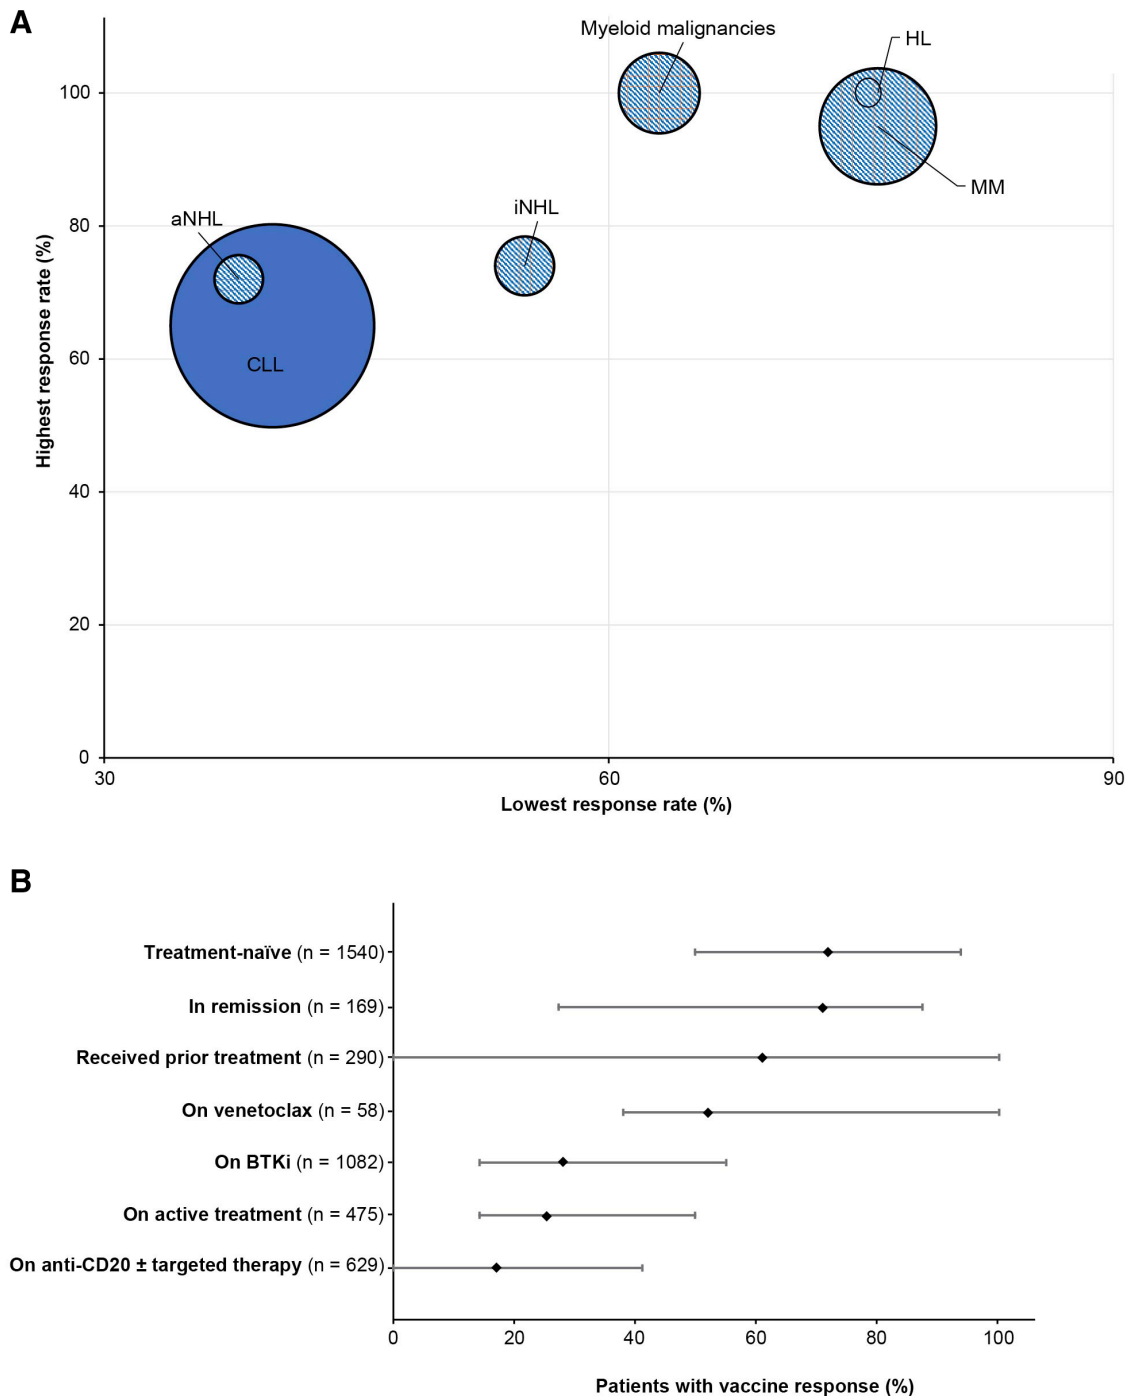 A
Myeloid malignancies
HL
100
MM
aNHL
iNHL
80
CLL
60
40
20
0
Highest response rate (%)
30
60
90
Lowest response rate (%)
B
Treatment-naïve (n = 1540)
In remission (n = 169)
Received prior treatment (n = 290)
On venetoclax (n = 58)
On BTKi (n = 1082)
On active treatment (n = 475)
On anti-CD20 ± targeted therapy (n = 629)
0
20
40
60
80
100
Patients with vaccine response (%)